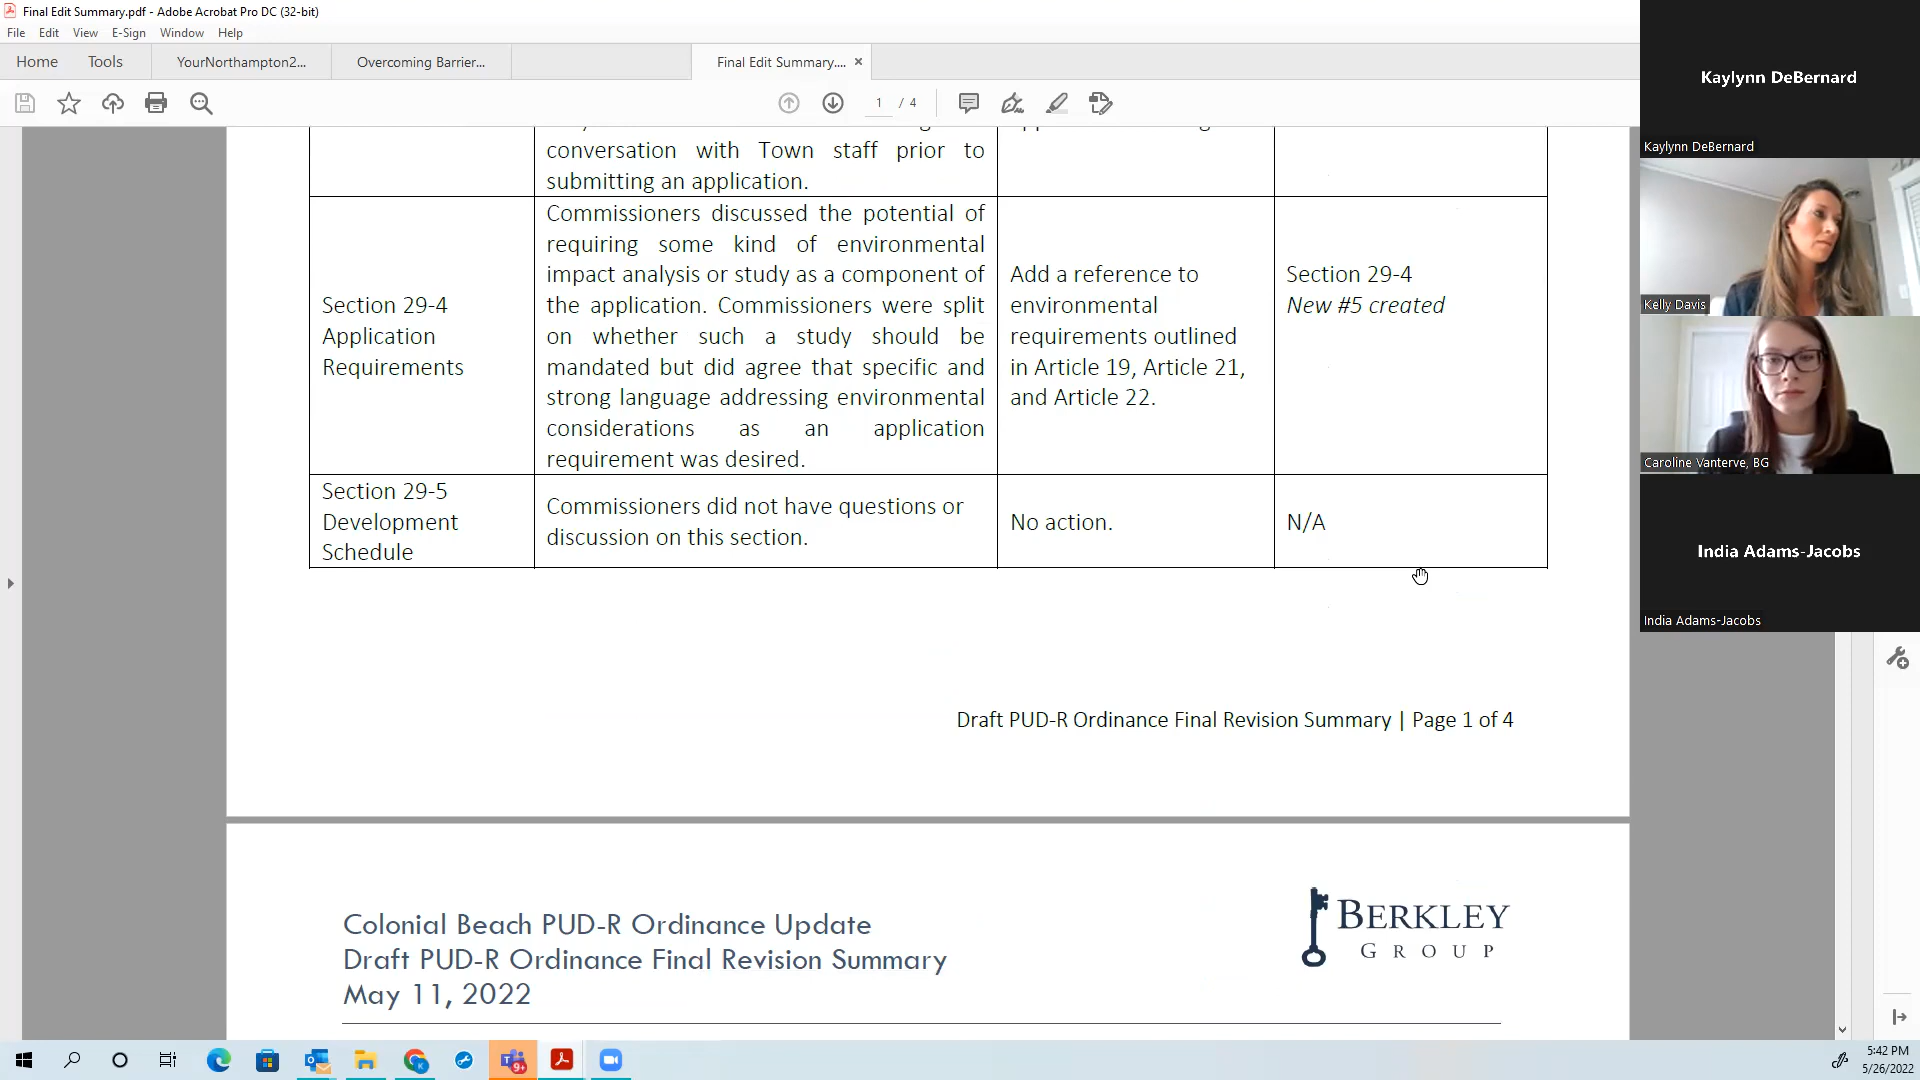 Final Edit Summary.pdf - Adobe Acrobat Pro DC (32-bit)
File Edit View E-Sign Window Help
Home Tools YourNorthampton2... Overcoming Barrier... Final Edit Summary....
1 / 4
conversation with Town staff prior to
submitting an application.
Section 29-4
Application
Requirements
Commissioners discussed the potential of
requiring some kind of environmental
impact analysis or study as a component of
the application. Commissioners were split
on whether such a study should be
mandated but did agree that specific and
strong language addressing environmental
considerations as an application
requirement was desired.
Add a reference to
environmental
requirements outlined
in Article 19, Article 21,
and Article 22.
Section 29-4
New #5 created
Section 29-5
Development
Schedule
Commissioners did not have questions or
discussion on this section.
No action.
N/A
Draft PUD-R Ordinance Final Revision Summary | Page 1 of 4
Colonial Beach PUD-R Ordinance Update
Draft PUD-R Ordinance Final Revision Summary
May 11, 2022
BERKLEY
GROUP
Kaylynn DeBernard
Kaylynn DeBernard
Kelly Davis
Caroline Vanterve, BG
India Adams-Jacobs
India Adams-Jacobs
9+
5:42 PM
5/26/2022